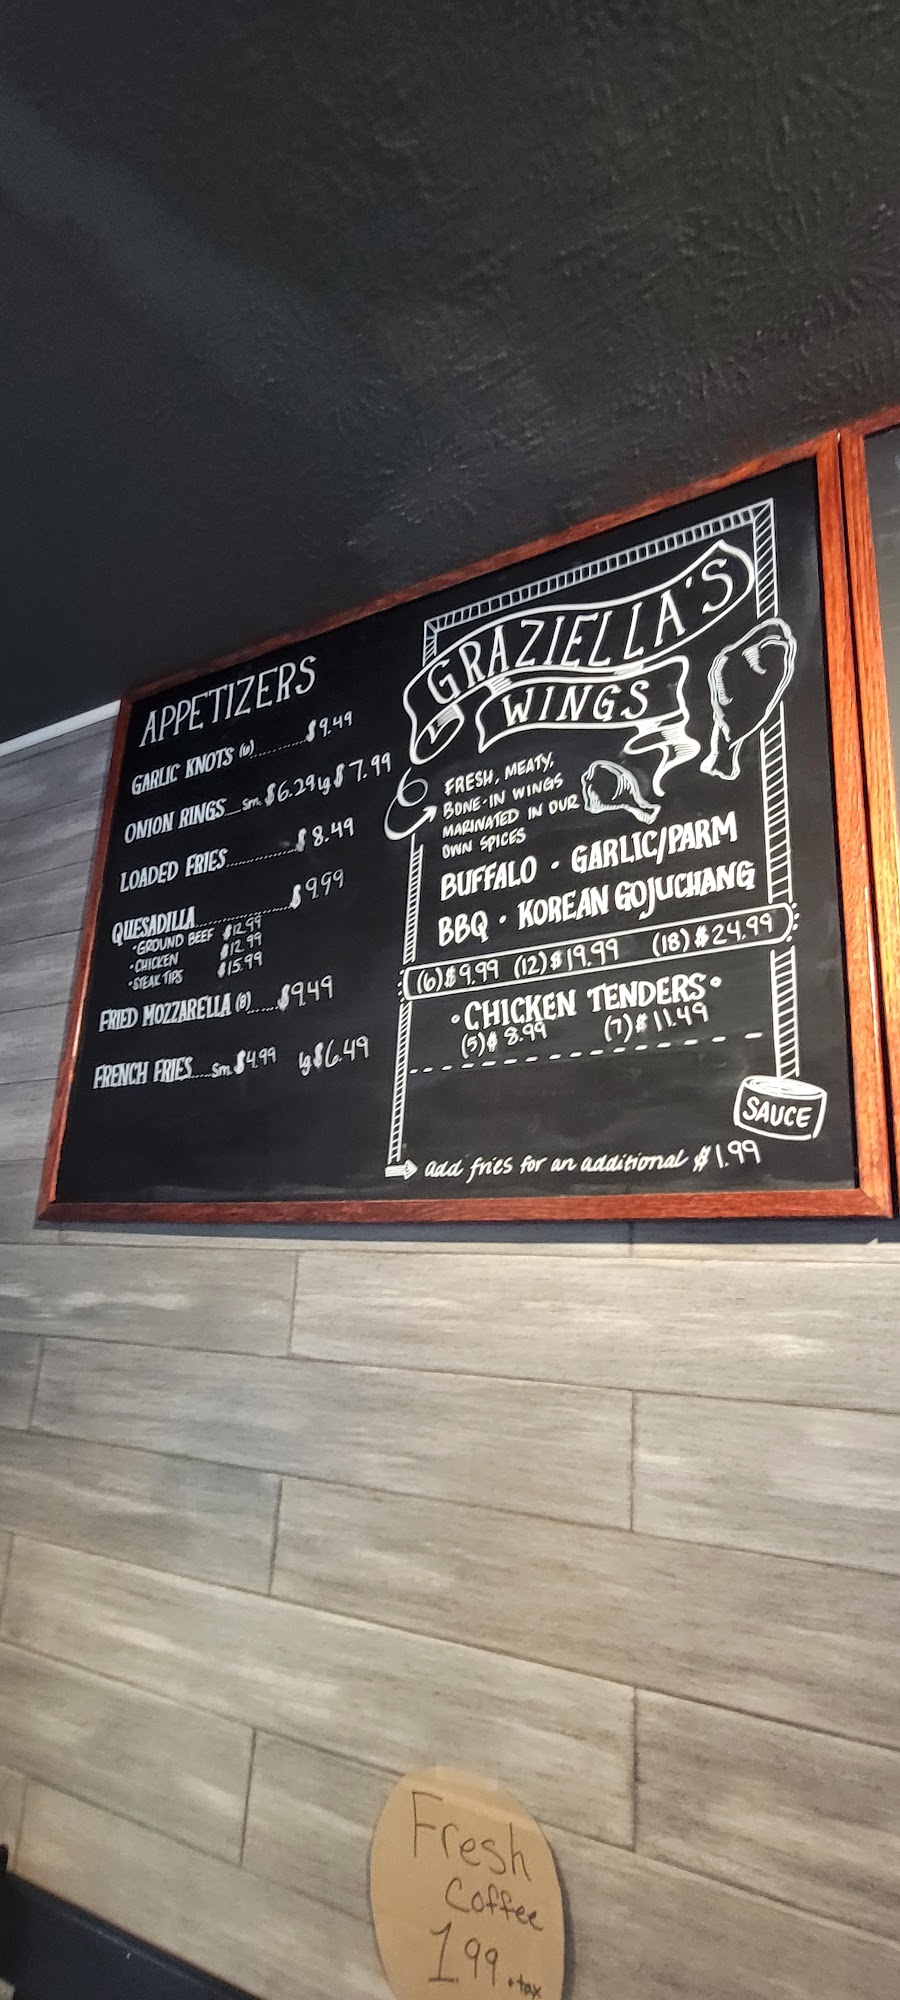 APPETIZERS
GARLIC KNOTS (6)............$9.49
ONION RINGS...sm.$6.29 lg $7.99
LOADED FRIES...............$8.49
QUESADILLA...................$9.99
•GROUND BEEF $12.99
•CHICKEN $12.99
•STEAK TIPS $15.99
FRIED MOZZARELLA (8).......$9.49
FRENCH FRIES.....sm.$4.99 lg $6.49
GRAZIELLA'S
WINGS
FRESH, MEATY,
BONE-IN WINGS
MARINATED IN OUR
OWN SPICES
BUFFALO • GARLIC/PARM
BBQ • KOREAN GOJUCHANG
(6)$9.99 (12)$19.99 (18)$24.99
•CHICKEN TENDERS•
(5)$8.99 (7)$11.49
SAUCE
add fries for an additional $1.99
Fresh
Coffee
1.99 + tax